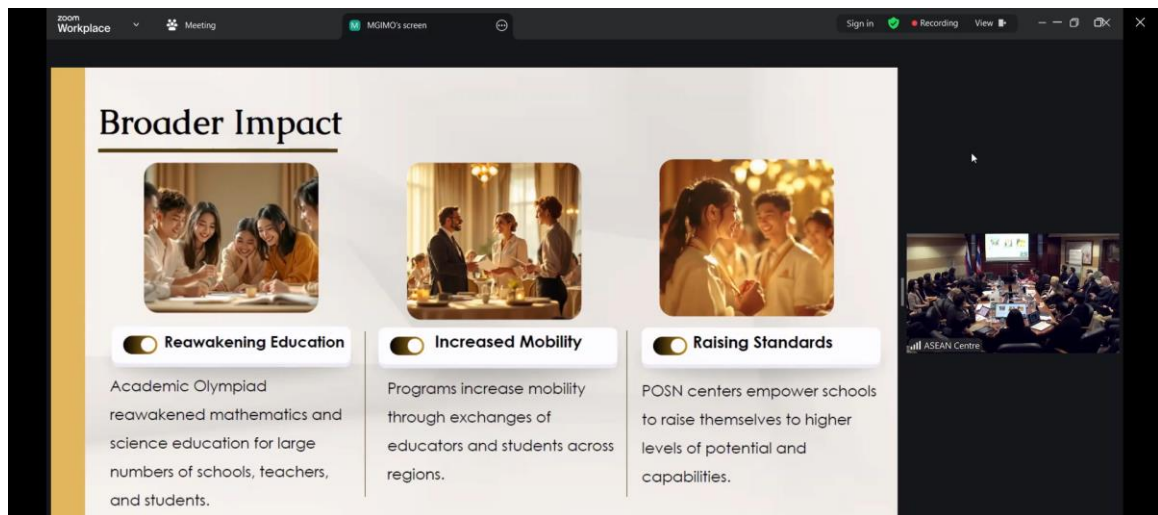 zoom
Workplace
Meeting
M MGIMO's screen
Sign in
Recording
View
Broader Impact
Reawakening Education
Academic Olympiad
reawakened mathematics and
science education for large
numbers of schools, teachers,
and students.
Increased Mobility
Programs increase mobility
through exchanges of
educators and students across
regions.
Raising Standards
POSN centers empower schools
to raise themselves to higher
levels of potential and
capabilities.
ASEAN Centre